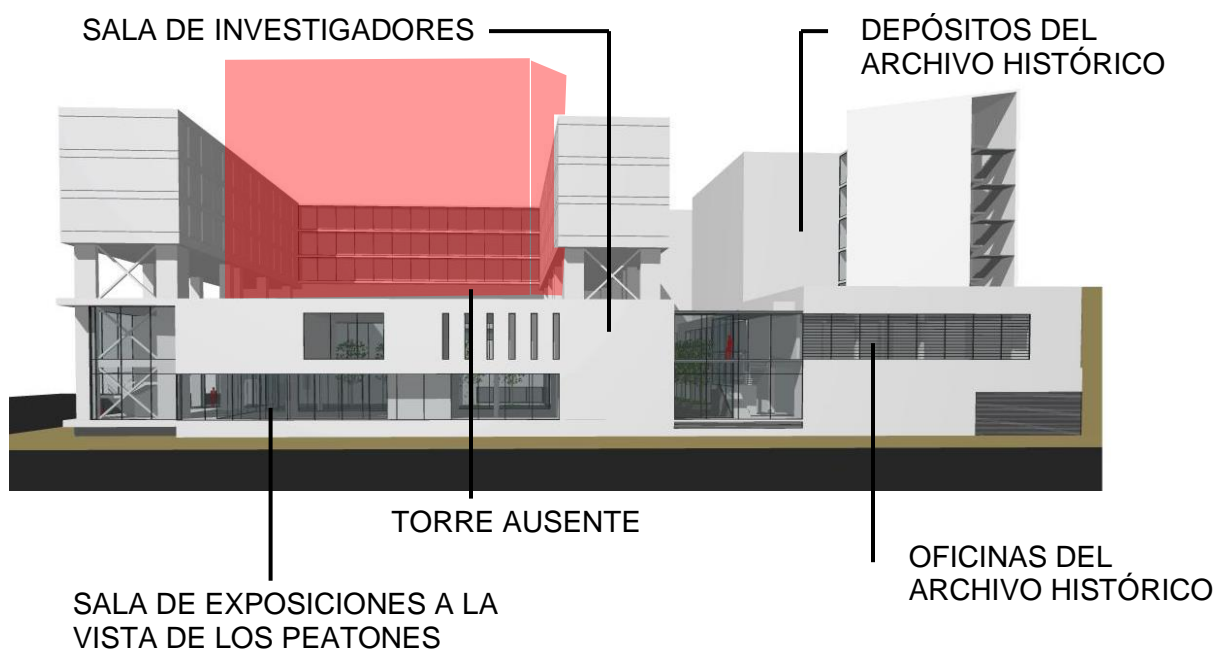 SALA DE INVESTIGADORES
DEPÓSITOS DEL
ARCHIVO HISTÓRICO
TORRE AUSENTE
OFICINAS DEL
ARCHIVO HISTÓRICO
SALA DE EXPOSICIONES A LA
VISTA DE LOS PEATONES